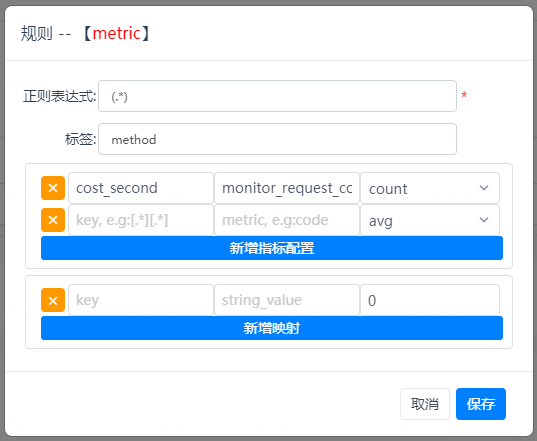 规则 -- 【metric】
正则表达式: (.*) *
标签: method
× cost_second monitor_request_cc count
× key, e.g:[.*][.*] metric, e.g:code avg
新增指标配置
× key string_value 0
新增映射
取消 保存